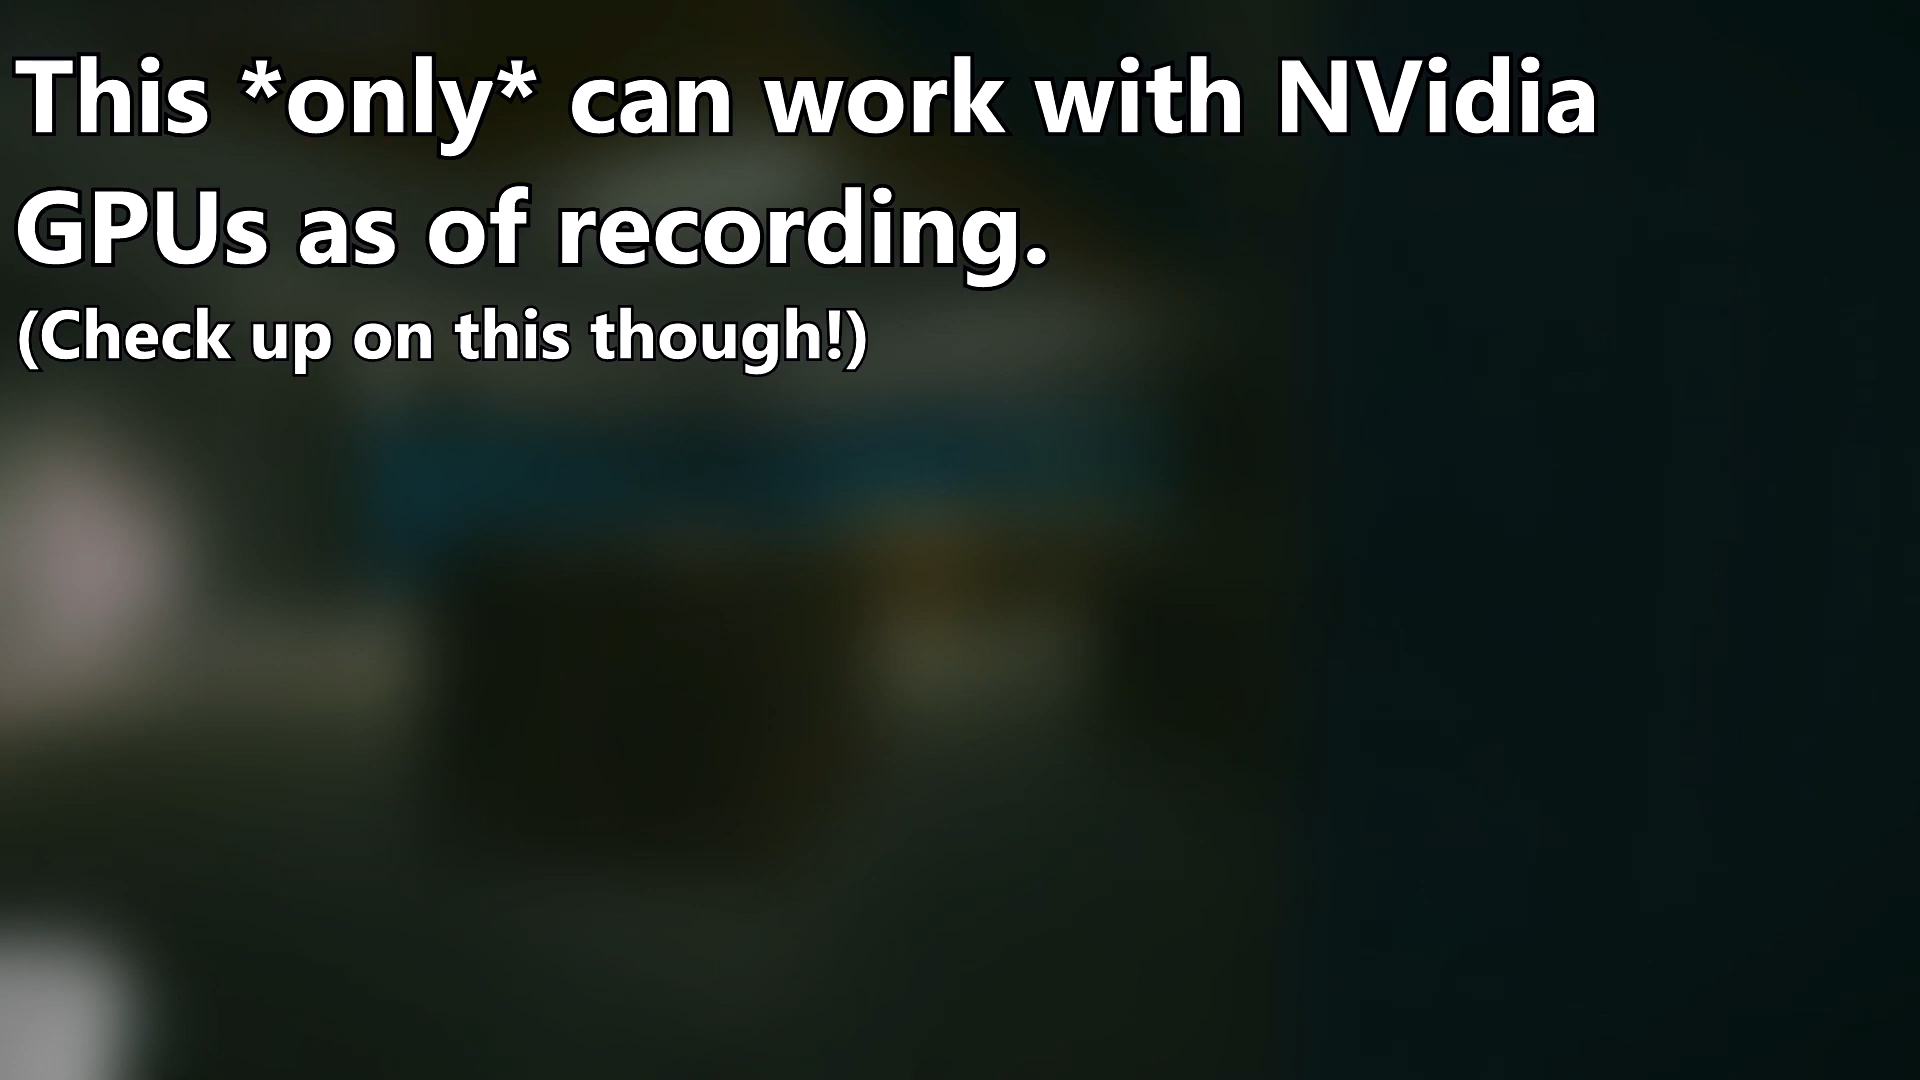 This *only* can work with NVidia
GPUs as of recording.
(Check up on this though!)